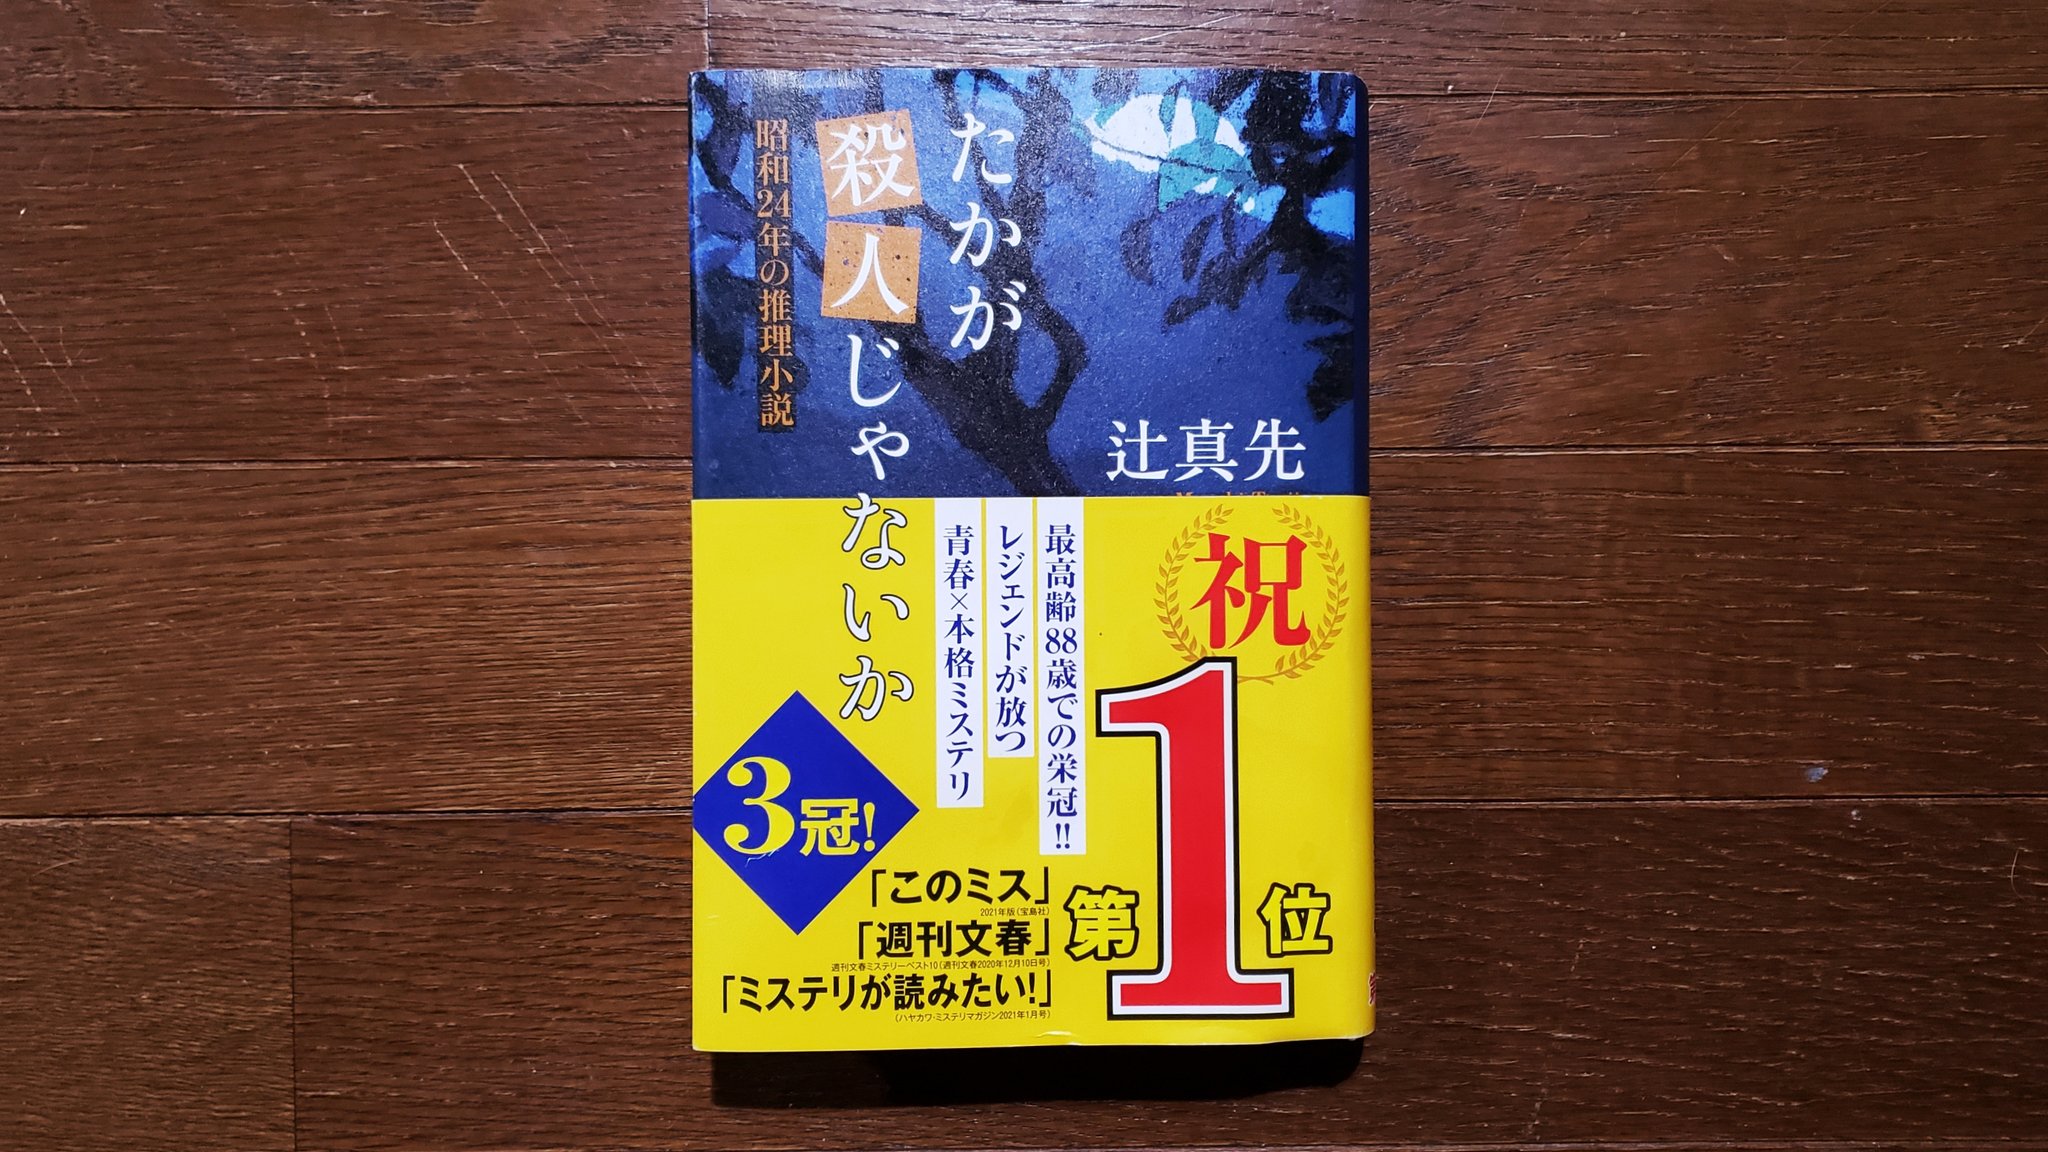 たかが
殺人じゃないか
昭和24年の推理小説
辻真先
祝
第1位
最高齢88歳での栄冠!!
レジェンドが放つ
青春×本格ミステリ
3冠!
「このミス」
2021年版(宝島社)
「週刊文春」
週刊文春ミステリーベスト10(週刊文春2020年12月10日号)
「ミステリが読みたい!」
(ハヤカワ・ミステリマガジン2021年1月号)